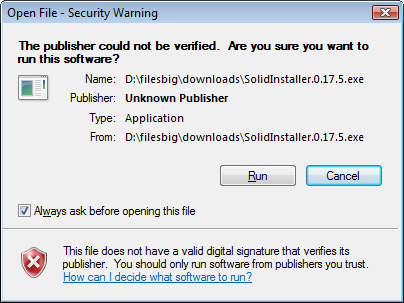 Open File - Security Warning
The publisher could not be verified.  Are you sure you want to
run this software?
Name: D:\filesbig\downloads\SolidInstaller.0.17.5.exe
Publisher: Unknown Publisher
Type: Application
From: D:\filesbig\downloads\SolidInstaller.0.17.5.exe
Run Cancel
Always ask before opening this file
This file does not have a valid digital signature that verifies its
publisher.  You should only run software from publishers you trust.
How can I decide what software to run?